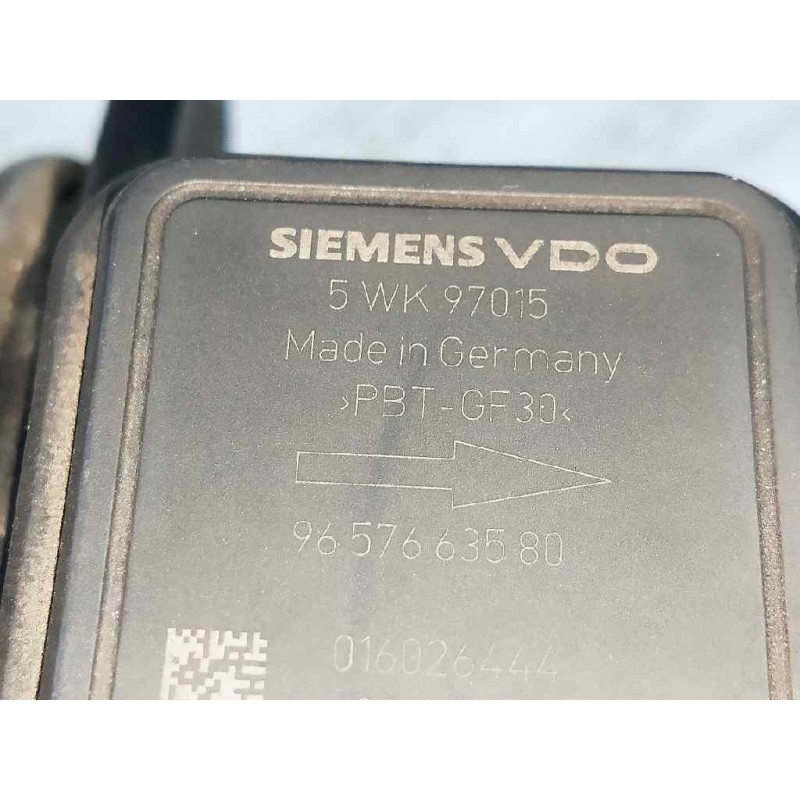 SIEMENS VDO
5 WK 97015
Made in Germany
>PBT-GF30<
96 576 635 80
016026444